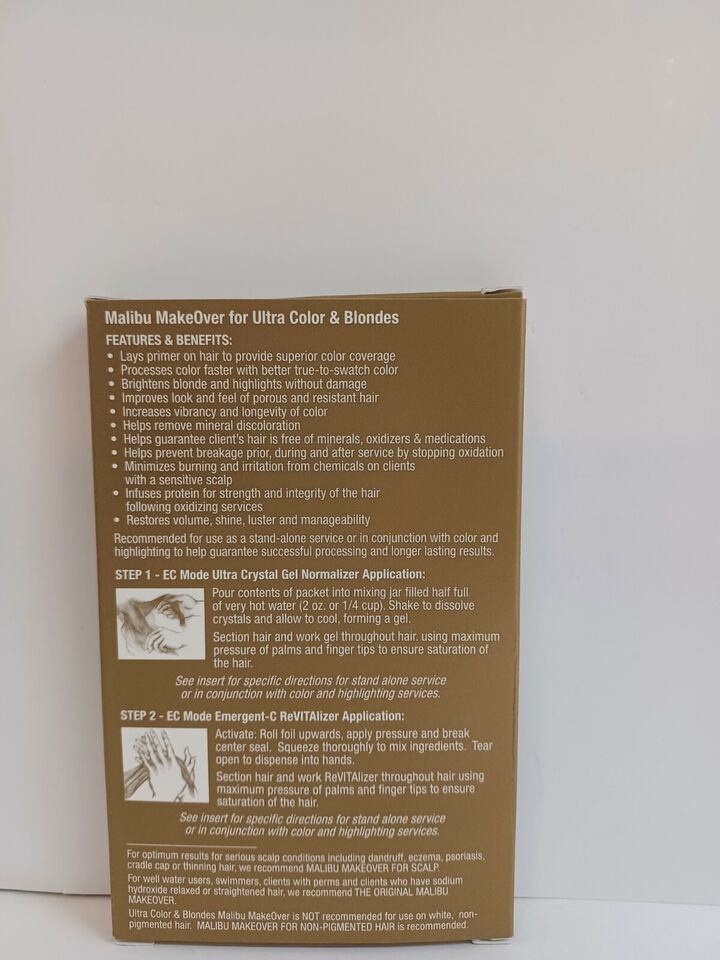 Malibu MakeOver for Ultra Color & Blondes
FEATURES & BENEFITS:
• Lays primer on hair to provide superior color coverage
• Processes color faster with better true-to-swatch color
• Brightens blonde and highlights without damage
• Improves look and feel of porous and resistant hair
• Increases vibrancy and longevity of color
• Helps remove mineral discoloration
• Helps guarantee client's hair is free of minerals, oxidizers & medications
• Helps prevent breakage prior, during and after service by stopping oxidation
• Minimizes burning and irritation from chemicals on clients
with a sensitive scalp
• Infuses protein for strength and integrity of the hair
following oxidizing services
• Restores volume, shine, luster and manageability
Recommended for use as a stand-alone service or in conjunction with color and
highlighting to help guarantee successful processing and longer lasting results.
STEP 1 - EC Mode Ultra Crystal Gel Normalizer Application:
Pour contents of packet into mixing jar filled half full
of very hot water (2 oz. or 1/4 cup). Shake to dissolve
crystals and allow to cool, forming a gel.
Section hair and work gel throughout hair. using maximum
pressure of palms and finger tips to ensure saturation of
the hair.
See insert for specific directions for stand alone service
or in conjunction with color and highlighting services.
STEP 2 - EC Mode Emergent-C ReVITAlizer Application:
Activate: Roll foil upwards, apply pressure and break
center seal. Squeeze thoroughly to mix ingredients. Tear
open to dispense into hands.
Section hair and work ReVITAlizer throughout hair using
maximum pressure of palms and finger tips to ensure
saturation of the hair.
See insert for specific directions for stand alone service
or in conjunction with color and highlighting services.
For optimum results for serious scalp conditions including dandruff, eczema, psoriasis,
cradle cap or thinning hair, we recommend MALIBU MAKEOVER FOR SCALP.
For well water users, swimmers, clients with perms and clients who have sodium
hydroxide relaxed or straightened hair, we recommend THE ORIGINAL MALIBU
MAKEOVER.
Ultra Color & Blondes Malibu MakeOver is NOT recommended for use on white, non-
pigmented hair. MALIBU MAKEOVER FOR NON-PIGMENTED HAIR is recommended.